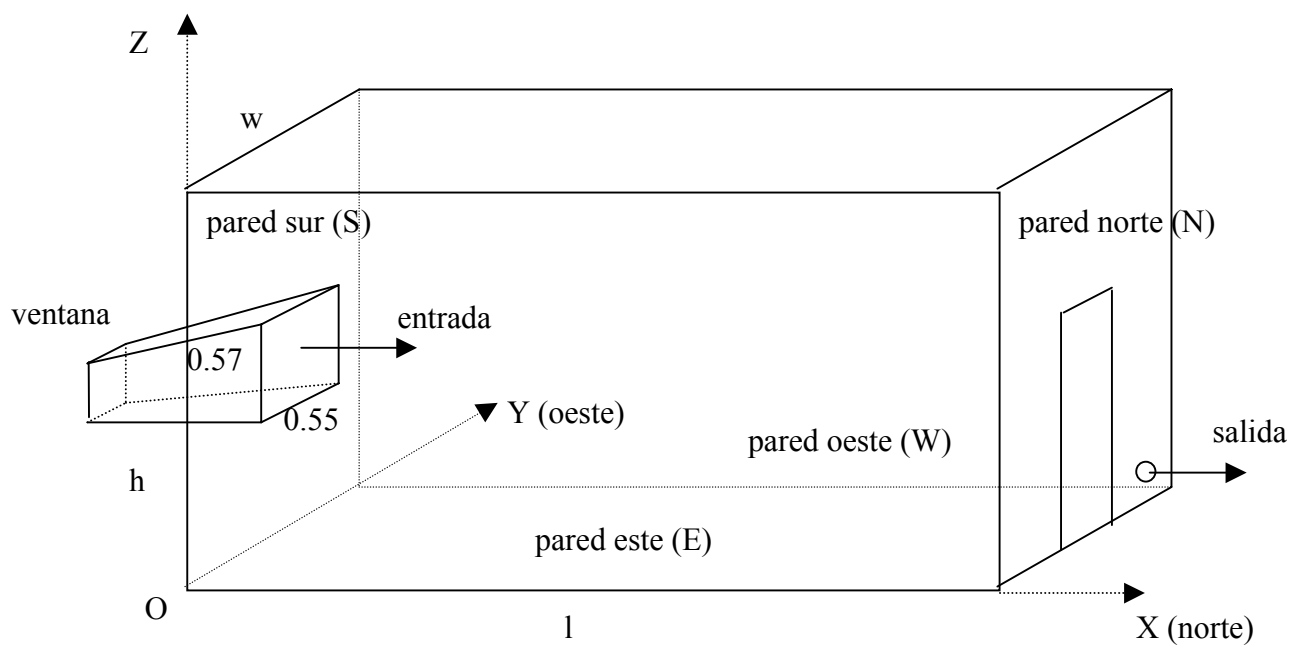 Z
w
pared sur (S)
pared norte (N)
ventana
entrada
0.57
0.55
Y (oeste)
salida
pared oeste (W)
h
pared este (E)
O
l
X (norte)